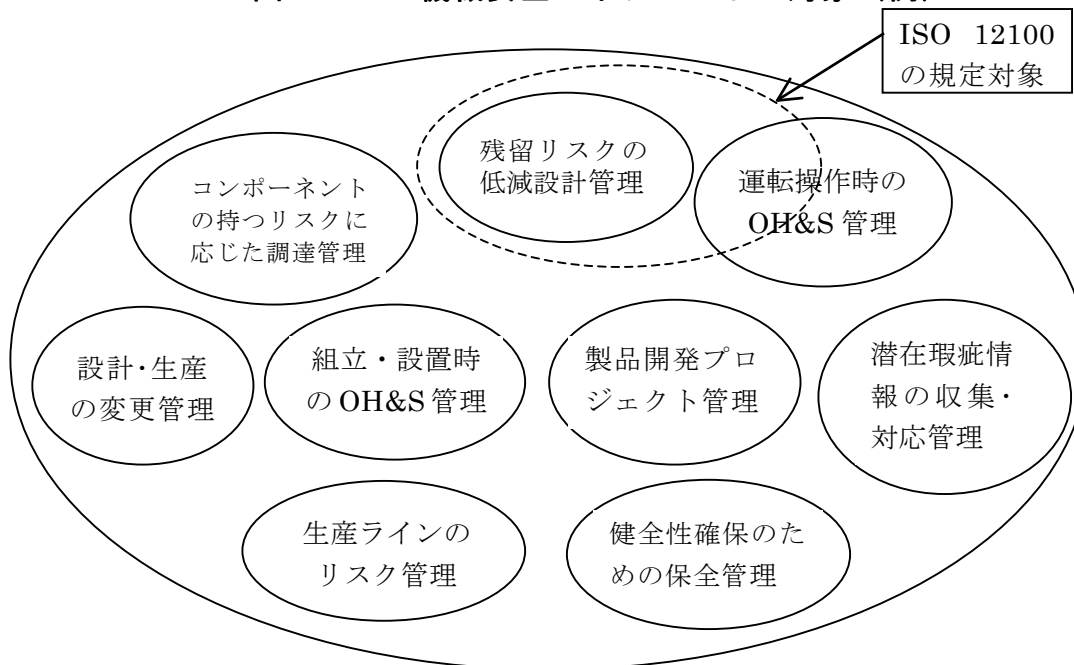 ISO 12100
の規定対象
残留リスクの
低減設計管理
コンポーネント
の持つリスクに
応じた調達管理
運転操作時の
OH&S 管理
設計・生産
の変更管理
組立・設置時
の OH&S 管理
製品開発プロ
ジェクト管理
潜在瑕疵情
報の収集・
対応管理
生産ラインの
リスク管理
健全性確保のた
めの保全管理